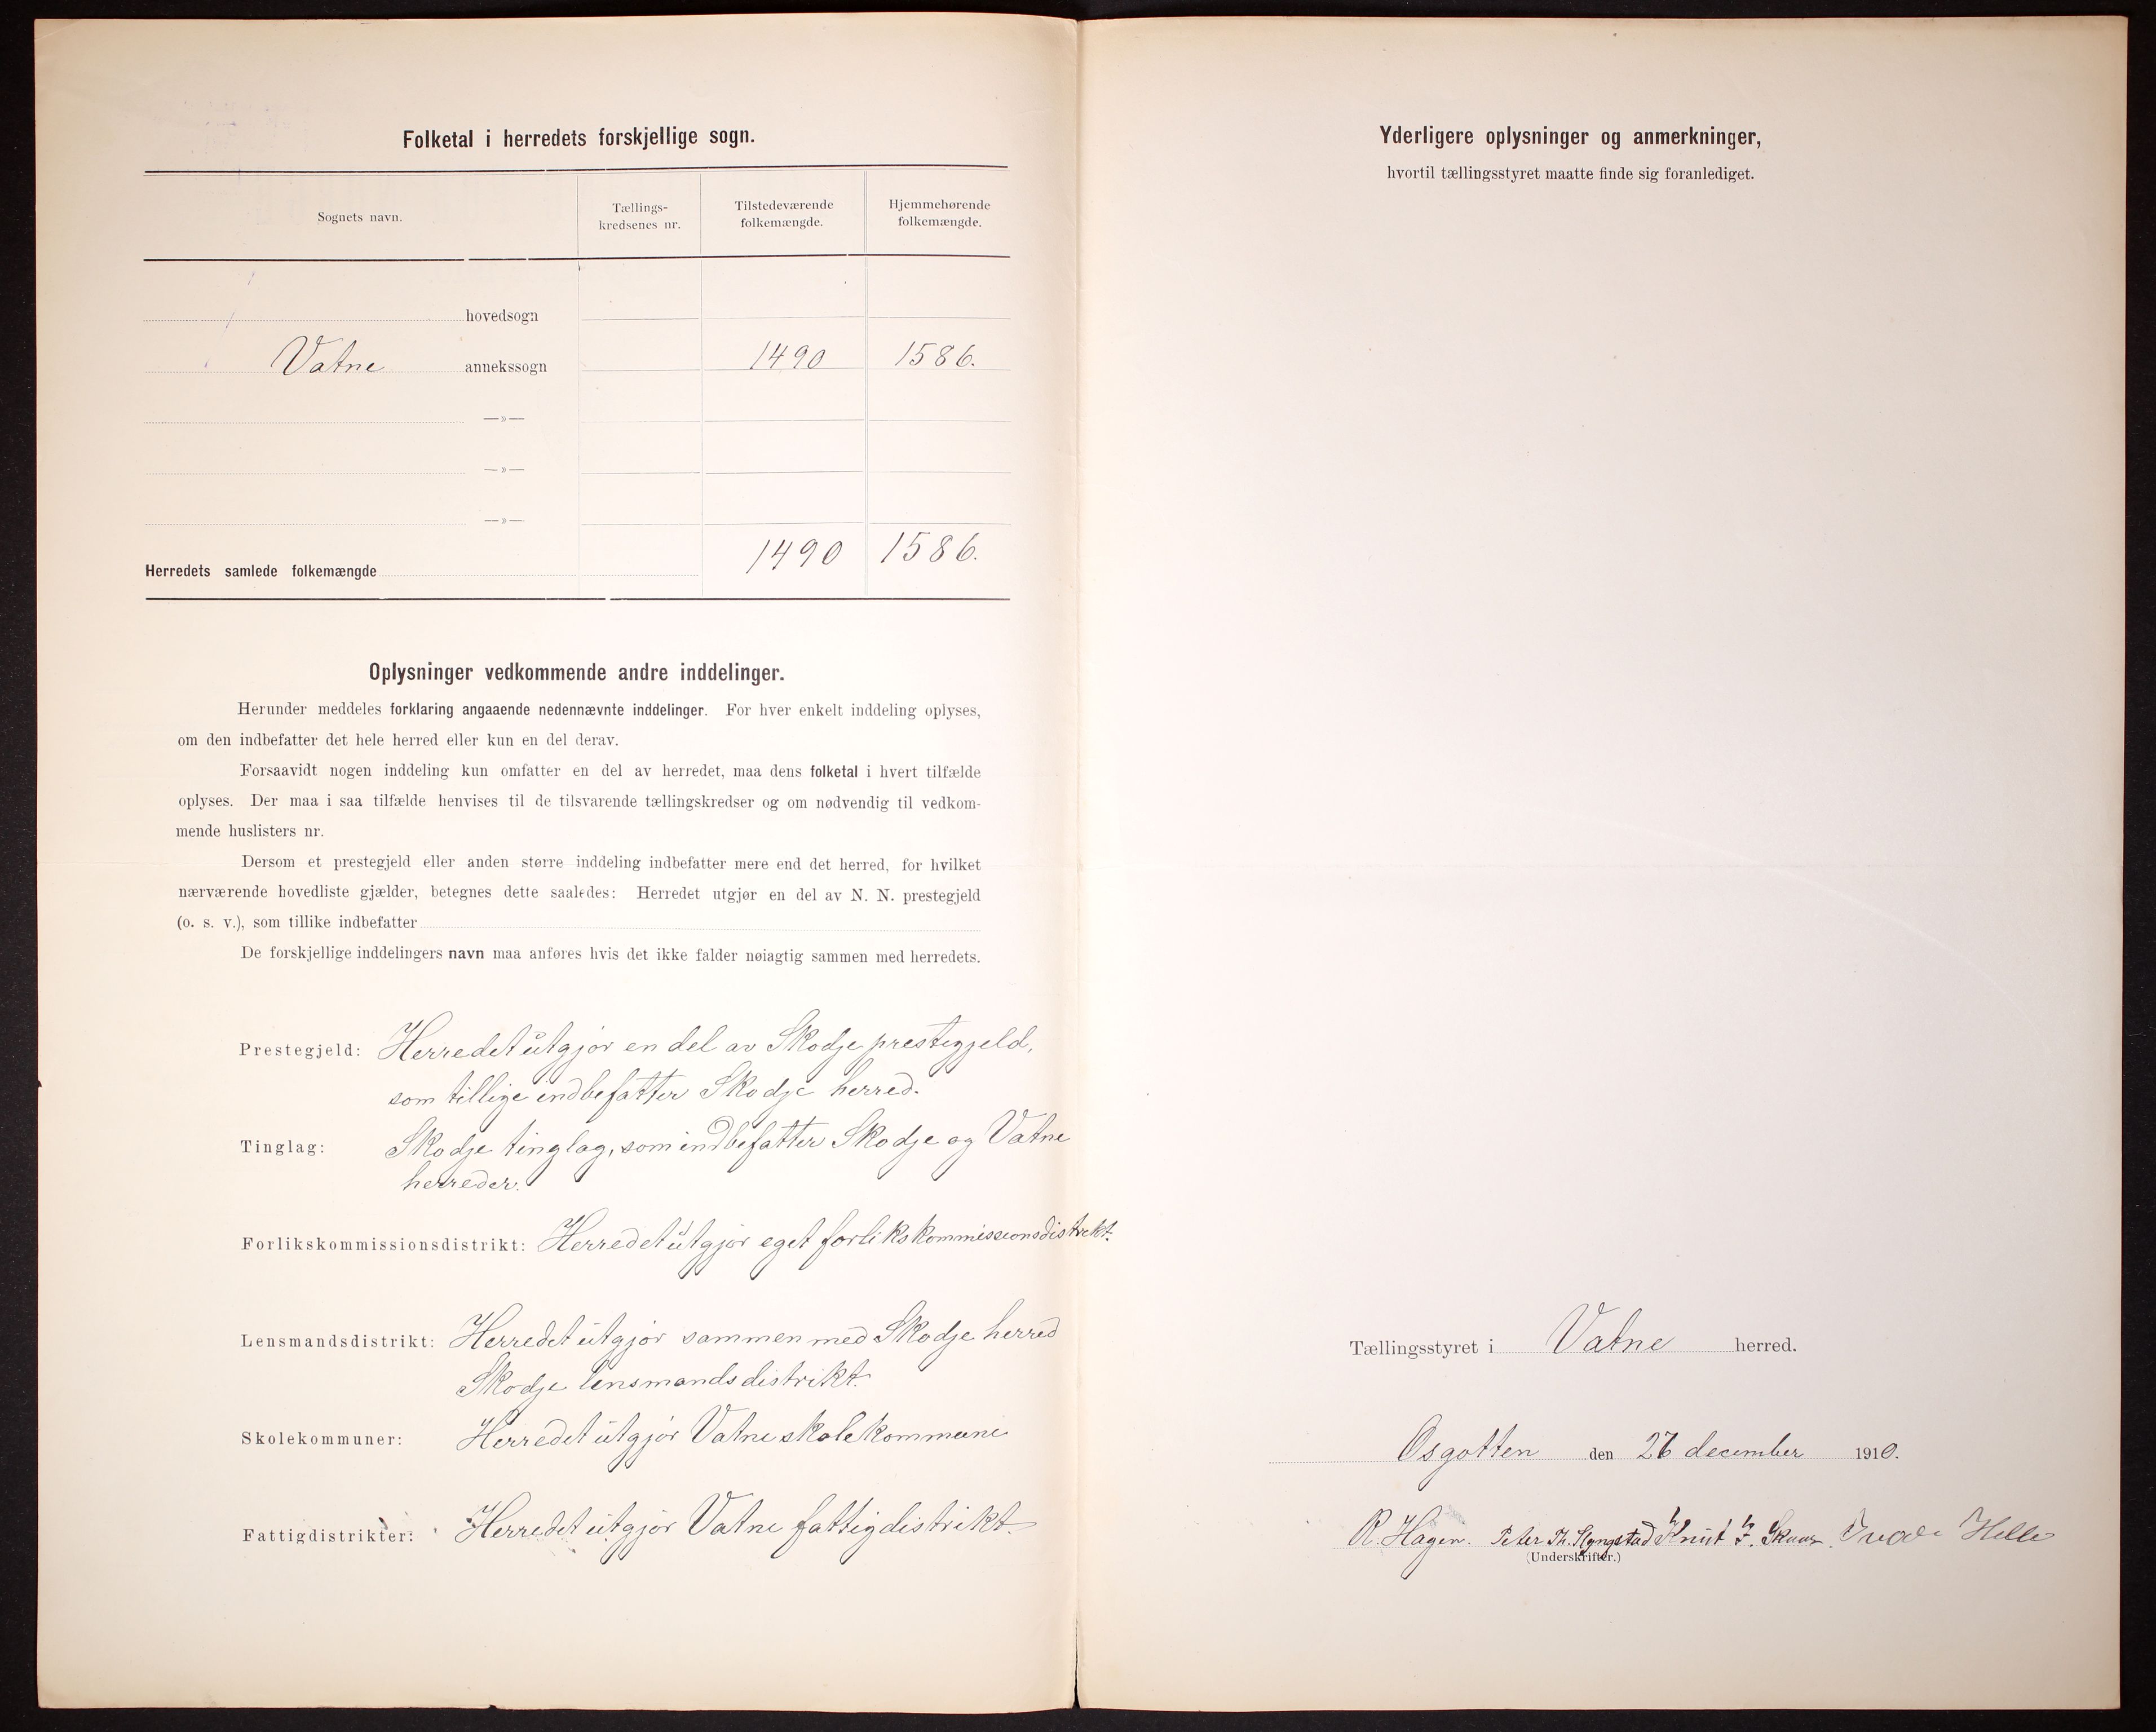 Folketal i herredets forskjellige sogn.
Sognets navn.
Tællings-
kredsenes nr.
Tilstedeværende
folkemængde.
Hjemmehørende
folkemængde.
hovedsogn
Vatne annekssogn 1490 1586.
—»—
—»—
—»—
Herredets samlede folkemængde 1490 1586.
Oplysninger vedkommende andre inddelinger.
Herunder meddeles forklaring angaaende nedennævnte inddelinger. For hver enkelt inddeling oplyses,
om den indbefatter det hele herred eller kun en del derav.
Forsaavidt nogen inddeling kun omfatter en del av herredet, maa dens folketal i hvert tilfælde
oplyses. Der maa i saa tilfælde henvises til de tilsvarende tællingskredser og om nødvendig til vedkom-
mende huslisters nr.
Dersom et prestegjeld eller anden større inddeling indbefatter mere end det herred, for hvilket
nærværende hovedliste gjælder, betegnes dette saaledes: Herredet utgjør en del av N. N. prestegjeld
(o. s. v.), som tillike indbefatter
De forskjellige inddelingers navn maa anføres hvis det ikke falder nøiagtig sammen med herredets.
Prestegjeld: Herredet utgjør en del av Skodje prestegjeld,
som tillige indbefatter Skodje herred.
Tinglag: Skodje tinglag, som indbefatter Skodje og Vatne
herreder.
Forlikskommissionsdistrikt: Herredet utgjør eget forlikskommissionsdistrikt.
Lensmandsdistrikt: Herredet utgjør sammen med Skodje herred
Skodje lensmandsdistrikt.
Skolekommuner: Herredet utgjør Vatne skolekommune
Fattigdistrikter: Herredet utgjør Vatne fattigdistrikt.
Yderligere oplysninger og anmerkninger,
hvortil tællingsstyret maatte finde sig foranlediget.
Tællingsstyret i Vatne herred.
Osgotten den december 1910.
R. Hagen. Peter Th. Slyngstad Knut Skaar. Helle
(Underskrifter.)